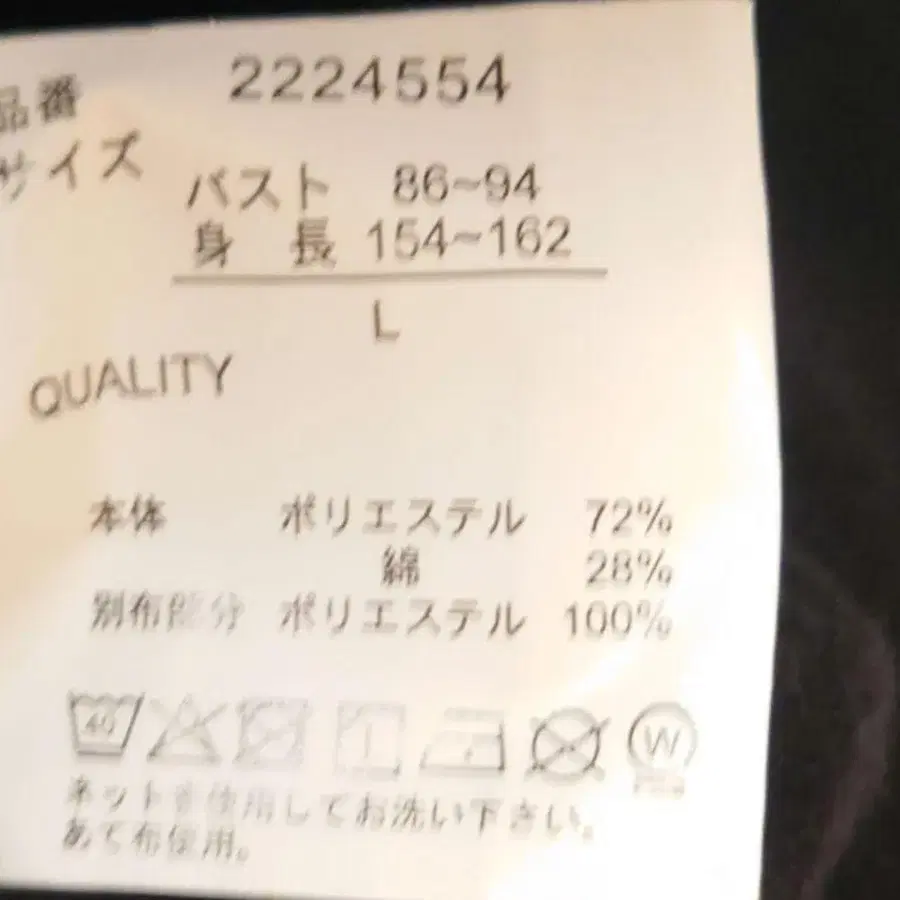 品番 2224554
サイズ
バスト 86~94
身長 154~162
L
QUALITY
本体 ポリエステル 72%
綿 28%
別布部分 ポリエステル 100%
40
W
ネットを使用してお洗い下さい。
あて布使用。